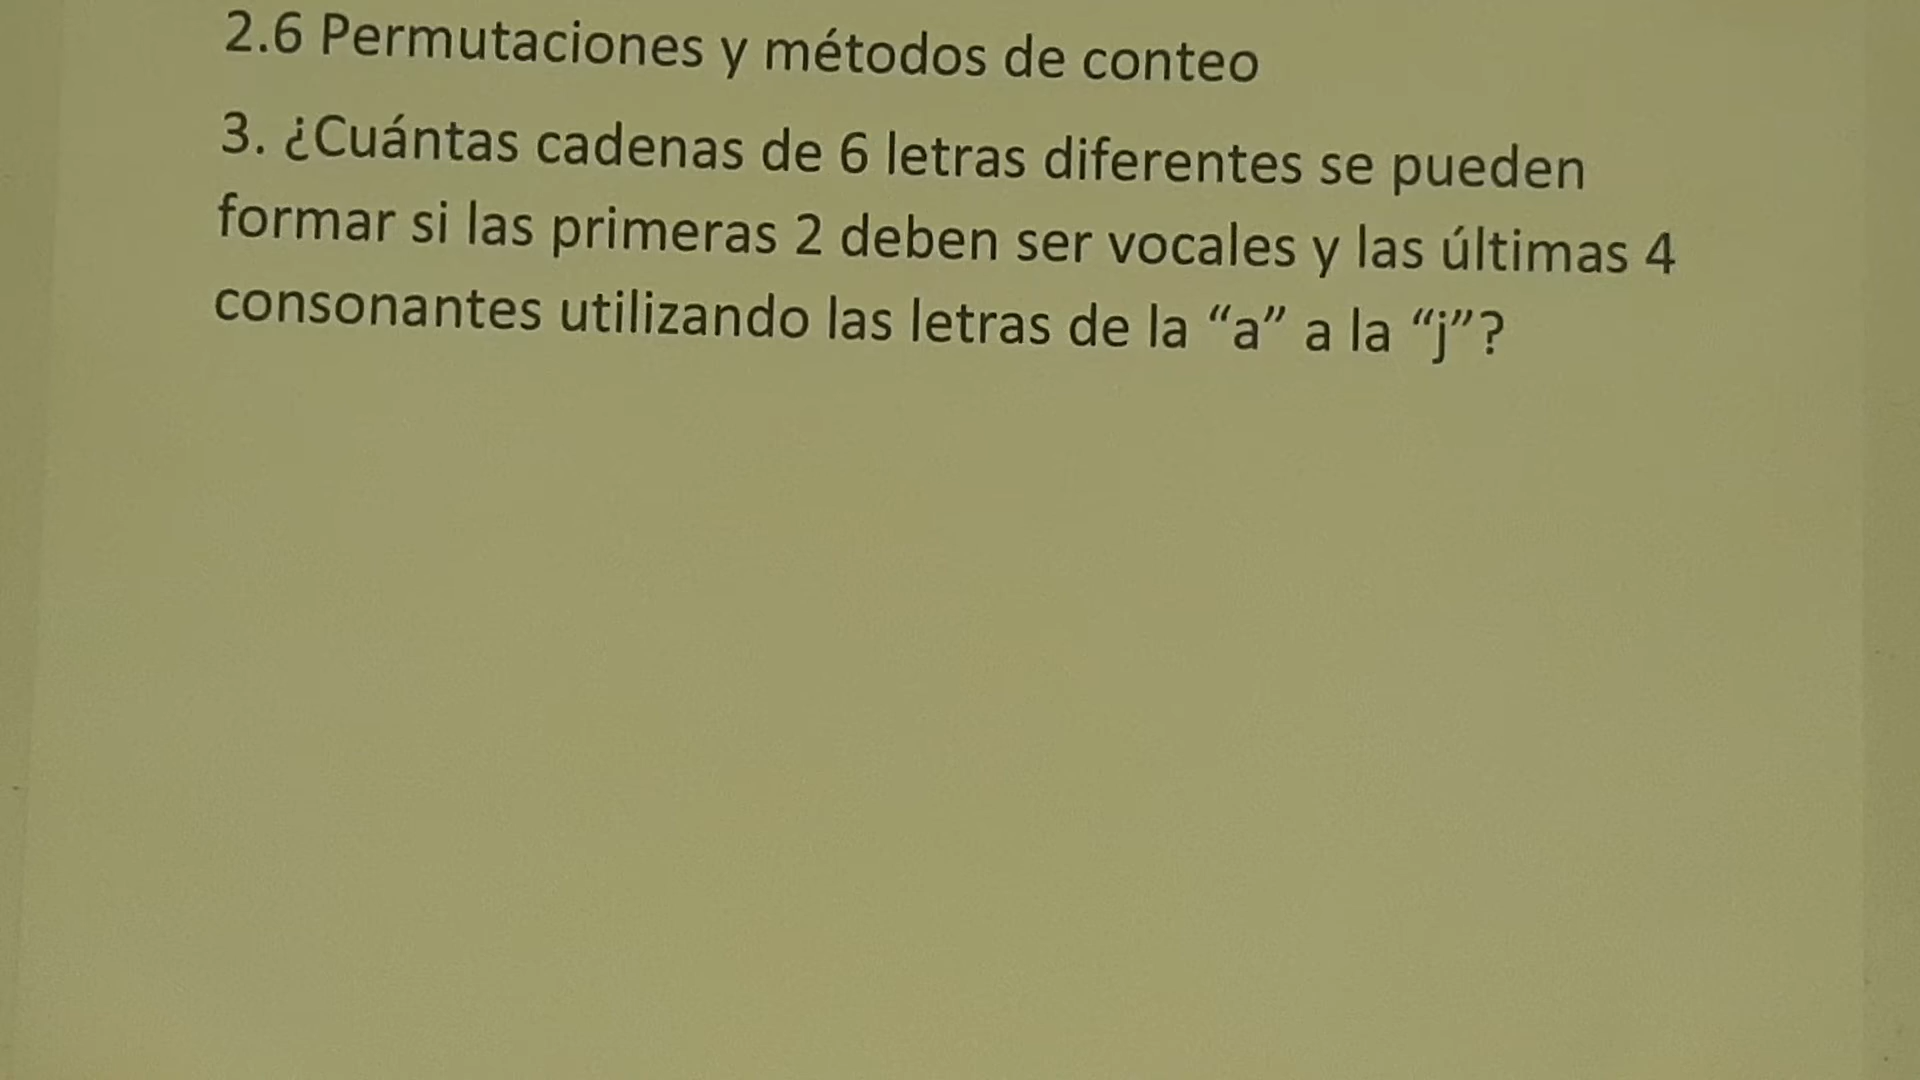 2.6 Permutaciones y métodos de conteo
3. ¿Cuántas cadenas de 6 letras diferentes se pueden
formar si las primeras 2 deben ser vocales y las últimas 4
consonantes utilizando las letras de la “a” a la “j”?